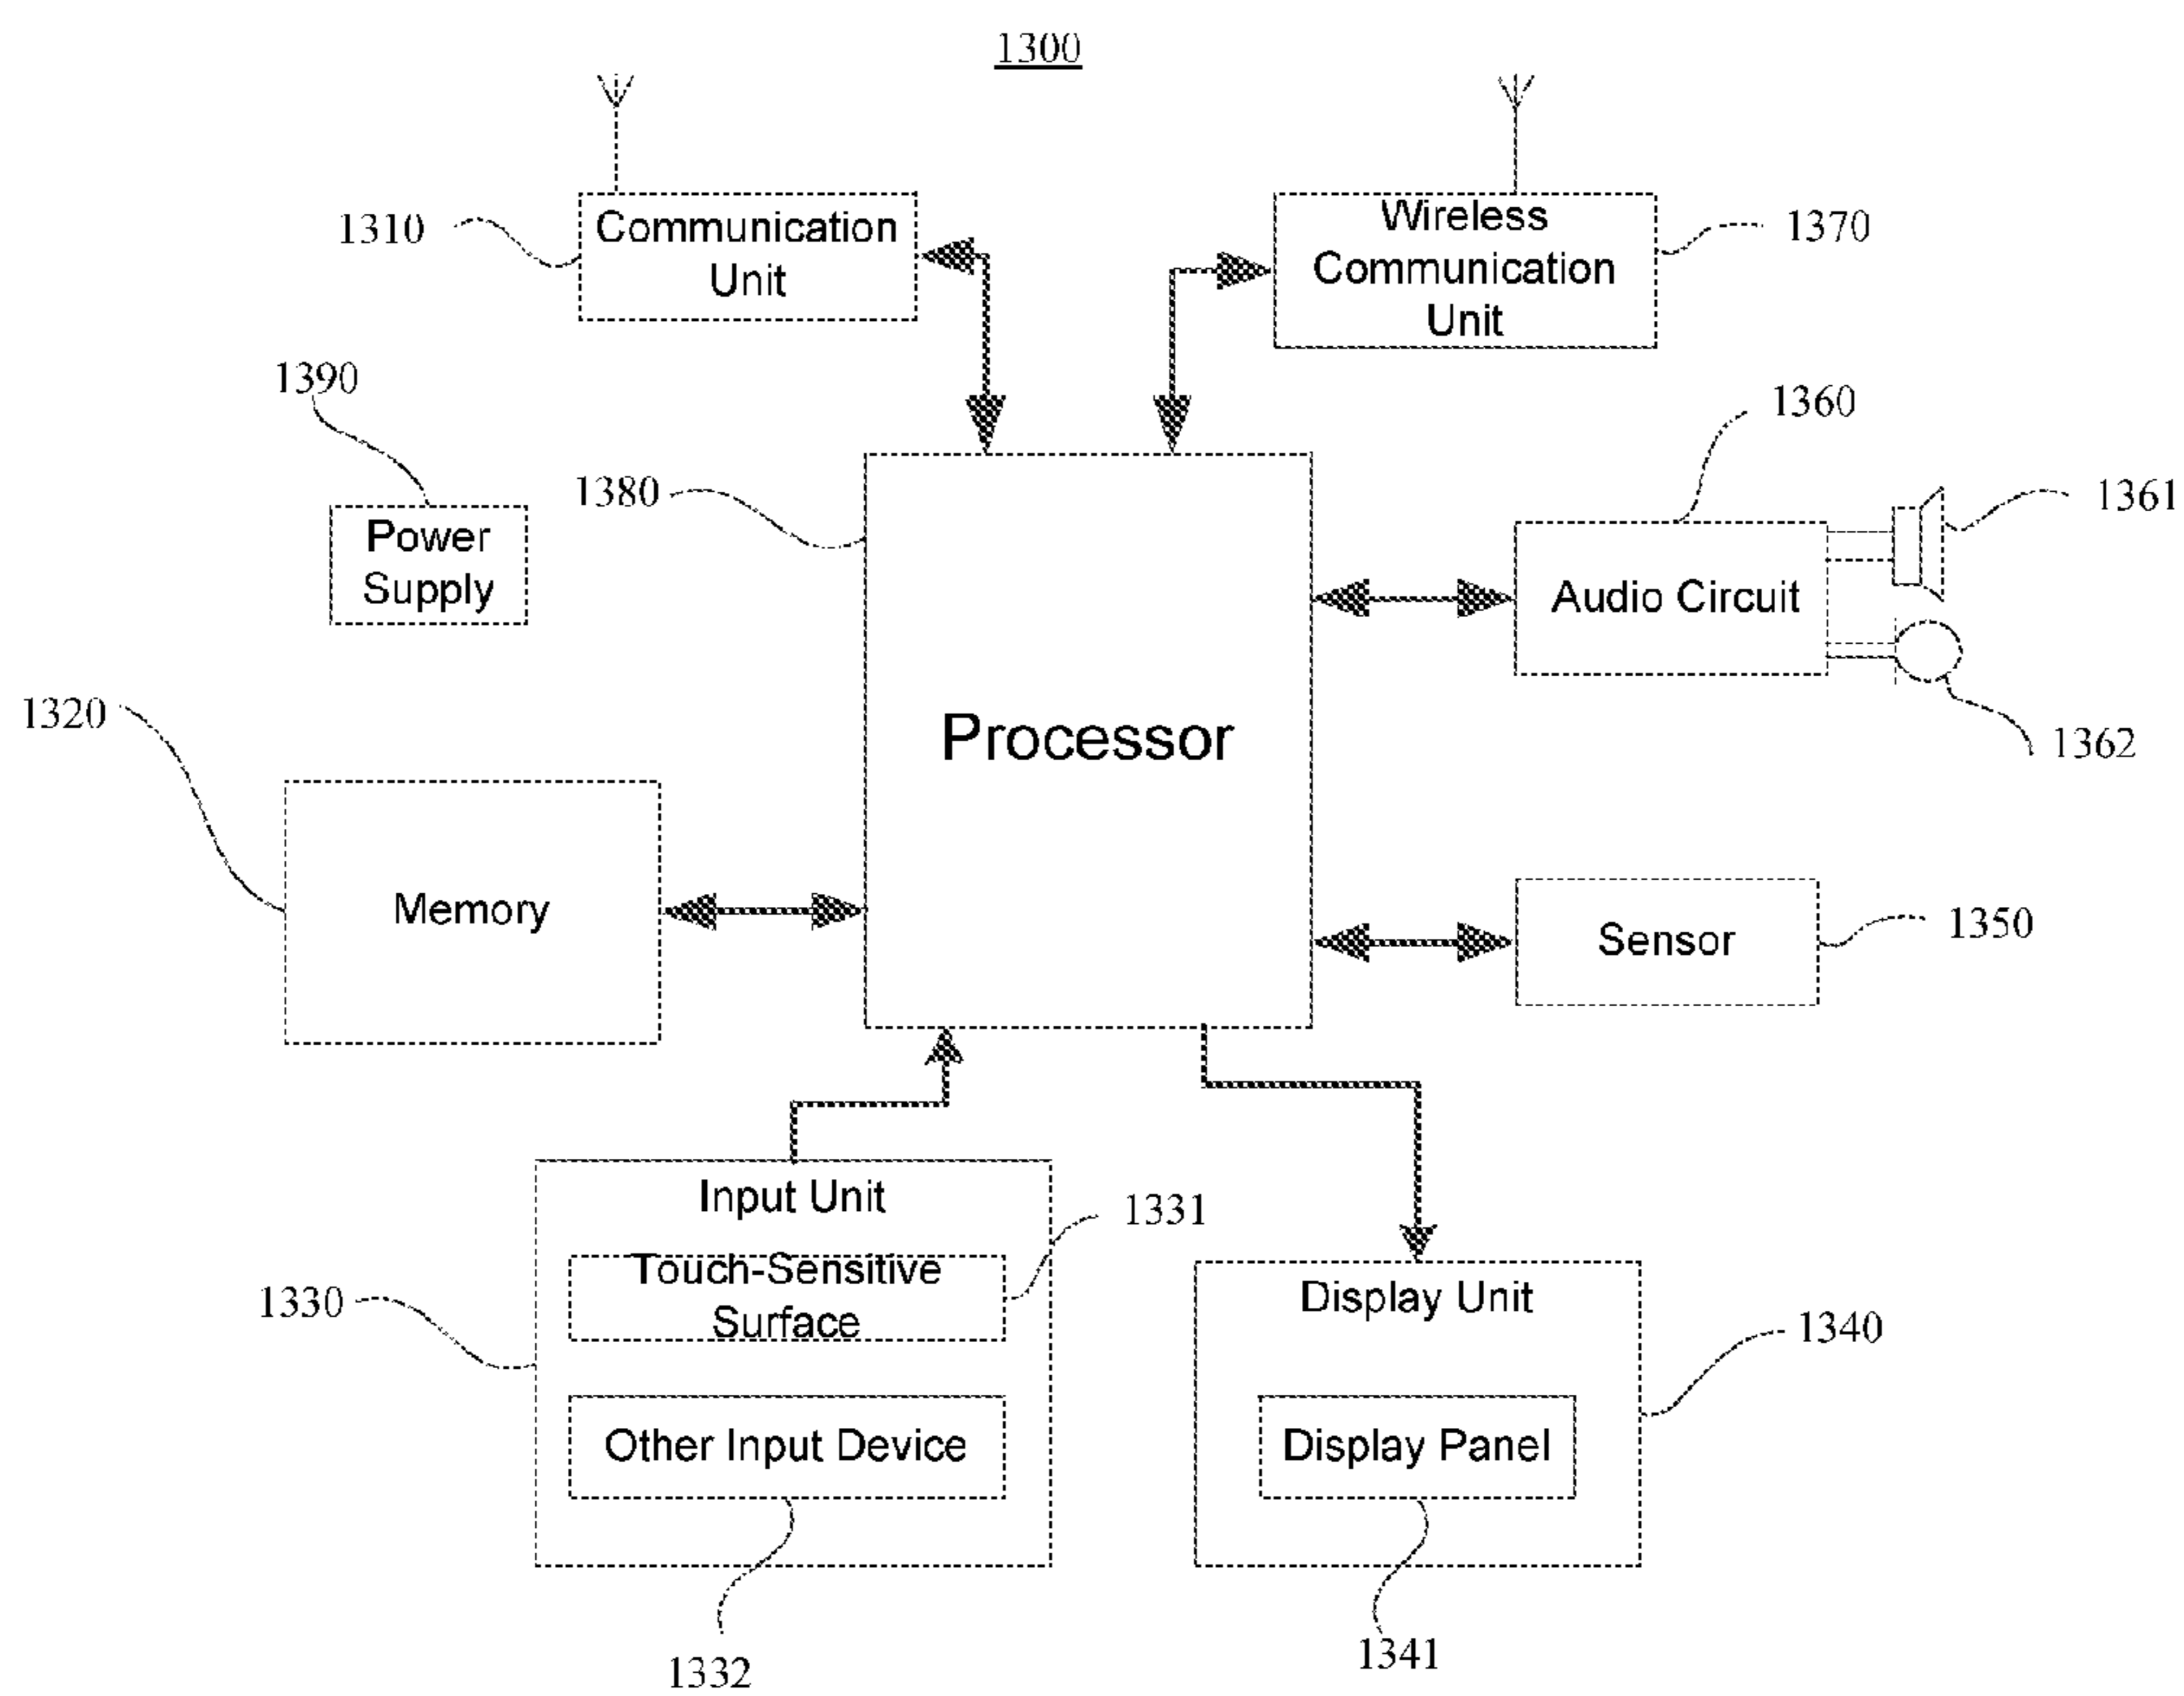 1300
1310
Communication
Unit
Wireless
Communication
Unit
1370
1390
Power
Supply
1380
Processor
1360
Audio Circuit
1361
1362
1320
Memory
Sensor
1350
1330
Input Unit
Touch-Sensitive
Surface
1331
Other Input Device
1332
Display Unit
1340
Display Panel
1341